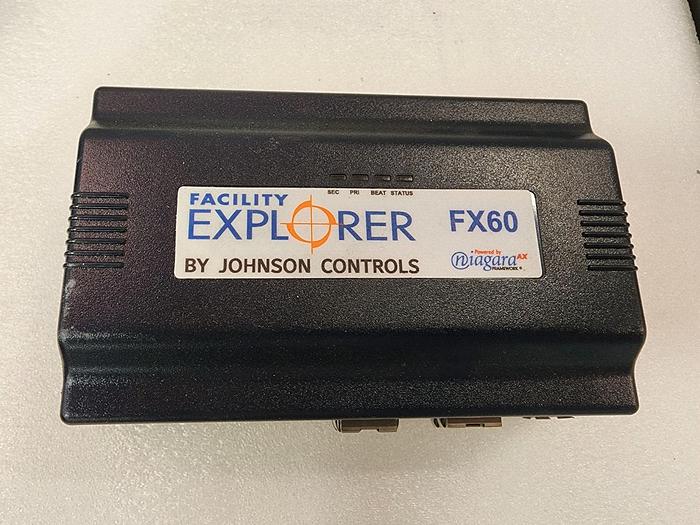 SEC PRI BEAT STATUS
FACILITY
EXPLORER
BY JOHNSON CONTROLS
FX60
Powered by
niagara AX
FRAMEWORK ®